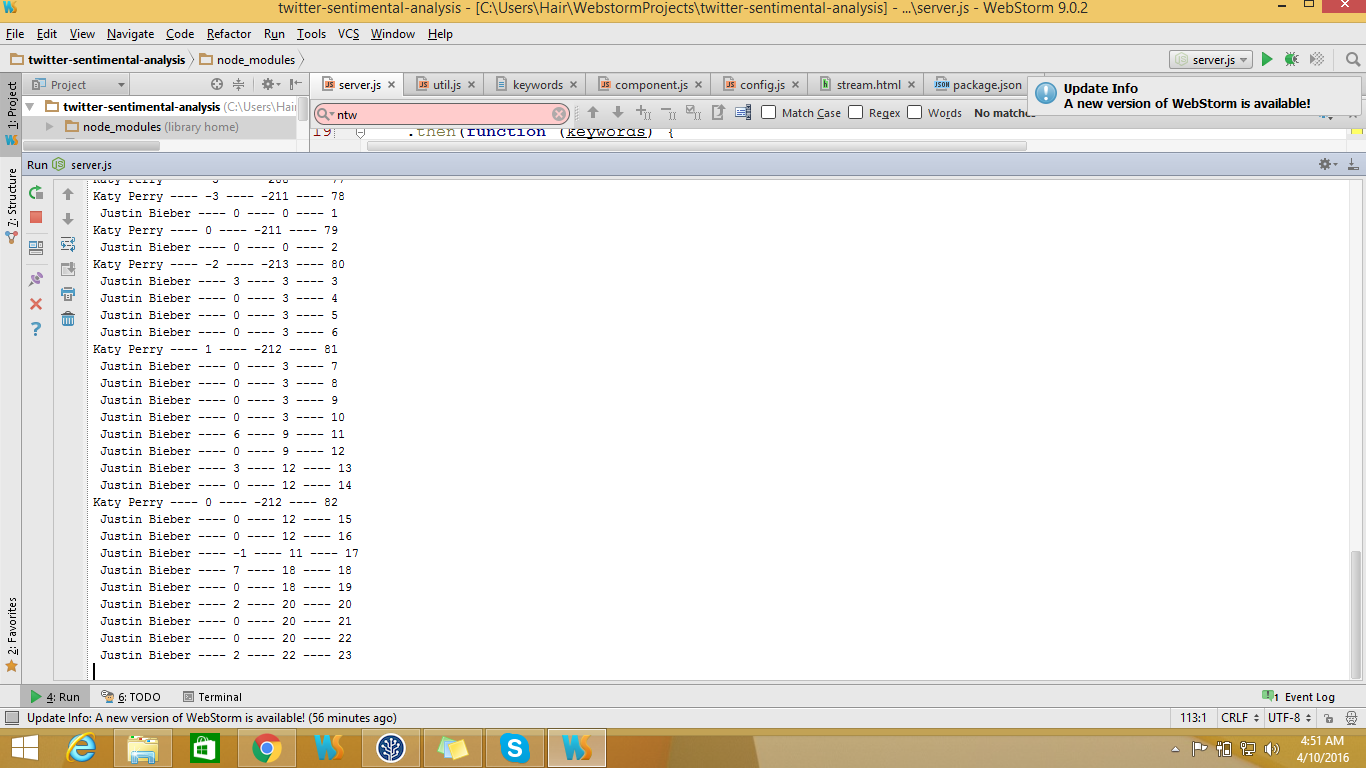 twitter-sentimental-analysis - [C:\Users\Hair\WebstormProjects\twitter-sentimental-analysis] - ...\server.js - WebStorm 9.0.2
File Edit View Navigate Code Refactor Run Tools VCS Window Help
twitter-sentimental-analysis node_modules server.js
1: Project
7: Structure
2: Favorites
Project server.js util.js keywords component.js config.js stream.html package.json
Update Info
A new version of WebStorm is available!
twitter-sentimental-analysis (C:\Users\Hair
node_modules (library home)
ntw Match Case Regex Words No matches
19 .then(function (keywords) {
Run server.js
Katy Perry ---- -3 ---- -211 ---- 78
Justin Bieber ---- 0 ---- 0 ---- 1
Katy Perry ---- 0 ---- -211 ---- 79
Justin Bieber ---- 0 ---- 0 ---- 2
Katy Perry ---- -2 ---- -213 ---- 80
Justin Bieber ---- 3 ---- 3 ---- 3
Justin Bieber ---- 0 ---- 3 ---- 4
Justin Bieber ---- 0 ---- 3 ---- 5
Justin Bieber ---- 0 ---- 3 ---- 6
Katy Perry ---- 1 ---- -212 ---- 81
Justin Bieber ---- 0 ---- 3 ---- 7
Justin Bieber ---- 0 ---- 3 ---- 8
Justin Bieber ---- 0 ---- 3 ---- 9
Justin Bieber ---- 0 ---- 3 ---- 10
Justin Bieber ---- 6 ---- 9 ---- 11
Justin Bieber ---- 0 ---- 9 ---- 12
Justin Bieber ---- 3 ---- 12 ---- 13
Justin Bieber ---- 0 ---- 12 ---- 14
Katy Perry ---- 0 ---- -212 ---- 82
Justin Bieber ---- 0 ---- 12 ---- 15
Justin Bieber ---- 0 ---- 12 ---- 16
Justin Bieber ---- -1 ---- 11 ---- 17
Justin Bieber ---- 7 ---- 18 ---- 18
Justin Bieber ---- 0 ---- 18 ---- 19
Justin Bieber ---- 2 ---- 20 ---- 20
Justin Bieber ---- 0 ---- 20 ---- 21
Justin Bieber ---- 0 ---- 20 ---- 22
Justin Bieber ---- 2 ---- 22 ---- 23
4: Run 6: TODO Terminal 1 Event Log
Update Info: A new version of WebStorm is available! (56 minutes ago) 113:1 CRLF UTF-8
4:51 AM
4/10/2016